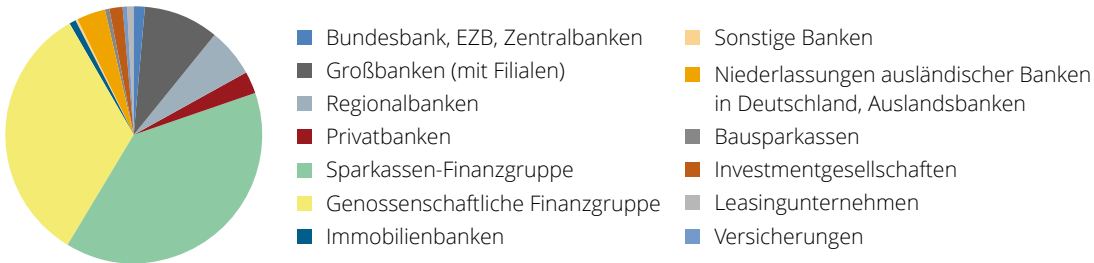 Bundesbank, EZB, Zentralbanken
Großbanken (mit Filialen)
Regionalbanken
Privatbanken
Sparkassen-Finanzgruppe
Genossenschaftliche Finanzgruppe
Immobilienbanken
Sonstige Banken
Niederlassungen ausländischer Banken
in Deutschland, Auslandsbanken
Bausparkassen
Investmentgesellschaften
Leasingunternehmen
Versicherungen